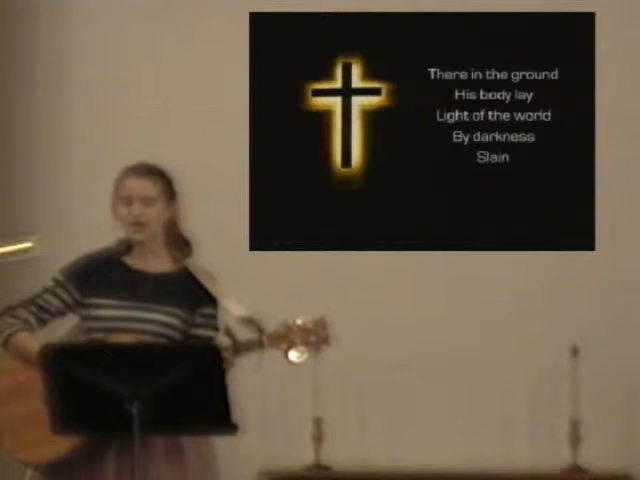 There in the ground
His body lay
Light of the world
By darkness
Slain